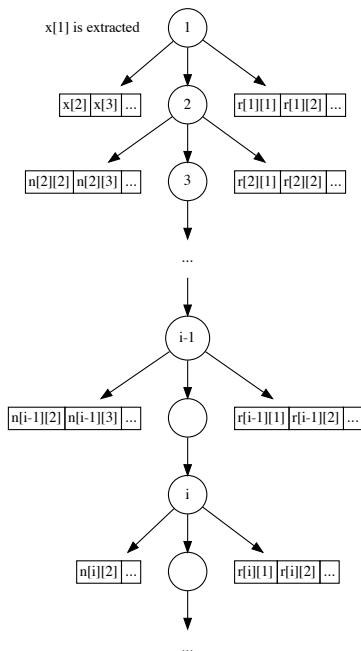 x[1] is extracted 1
x[2] x[3] ... 2 r[1][1] r[1][2] ...
n[2][2] n[2][3] ... 3 r[2][1] r[2][2] ...
...
i-1
n[i-1][2] n[i-1][3] ... r[i-1][1] r[i-1][2] ...
i
n[i][2] ... r[i][1] r[i][2] ...
...